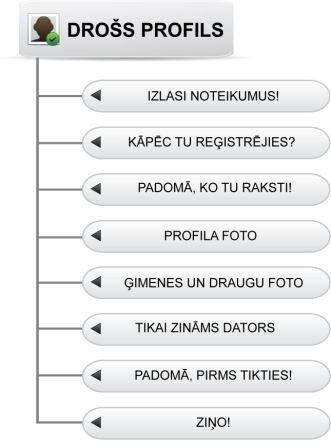 DROŠS PROFILS
IZLASI NOTEIKUMUS!
KĀPĒC TU REĢISTRĒJIES?
PADOMĀ, KO TU RAKSTI!
PROFILA FOTO
ĢIMENES UN DRAUGU FOTO
TIKAI ZINĀMS DATORS
PADOMĀ, PIRMS TIKTIES!
ZIŅO!